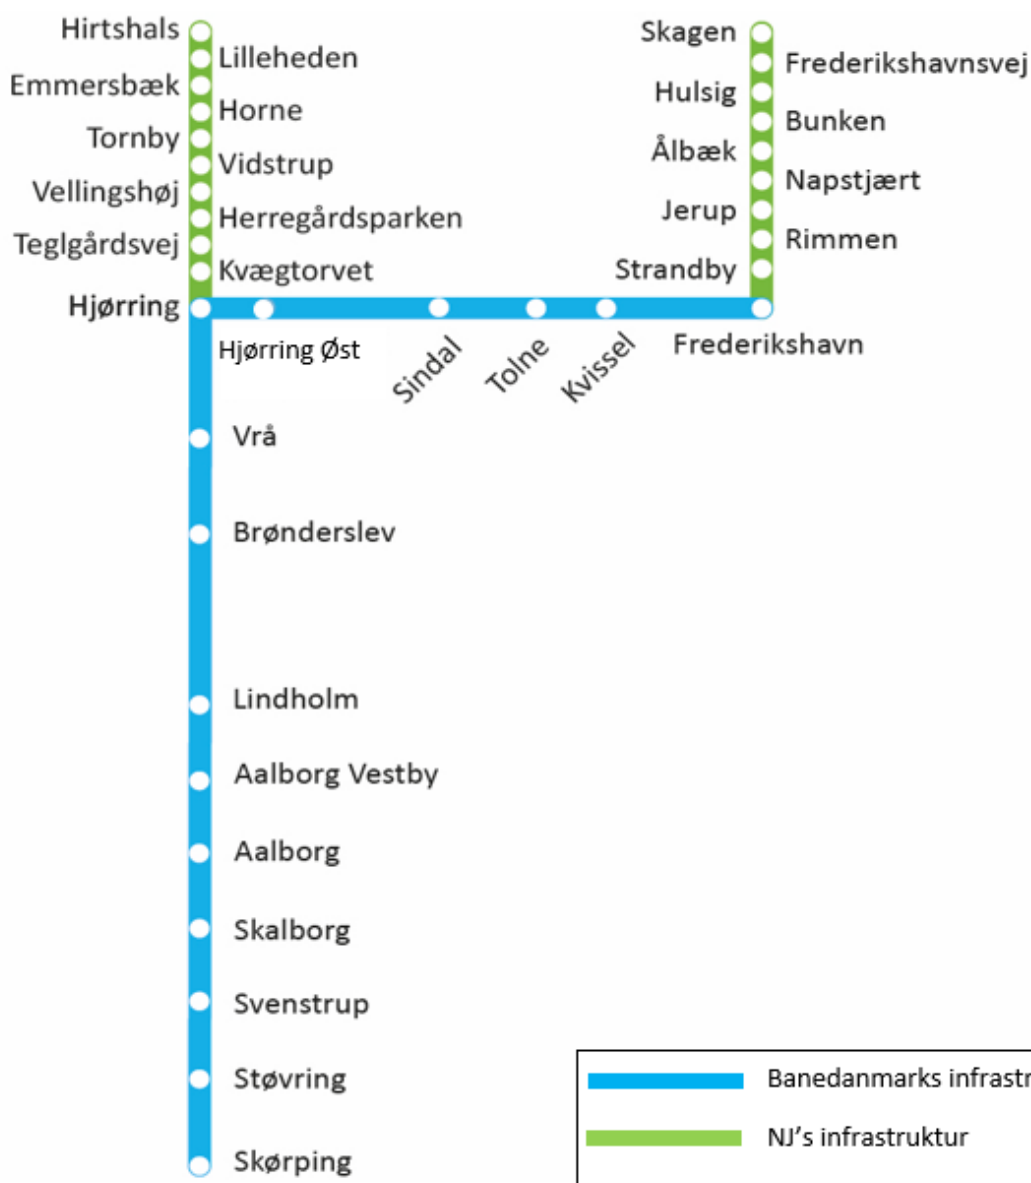 Hirtshals
Lilleheden
Emmersbæk
Horne
Tornby
Vidstrup
Vellingshøj
Herregårdsparken
Teglgårdsvej
Kvægtorvet
Hjørring
Skagen
Frederikshavnsvej
Hulsig
Bunken
Ålbæk
Napstjært
Jerup
Rimmen
Strandby
Hjørring Øst
Sindal
Tolne
Kvissel
Frederikshavn
Vrå
Brønderslev
Lindholm
Aalborg Vestby
Aalborg
Skalborg
Svenstrup
Støvring
Skørping
Banedanmarks infrastr
NJ's infrastruktur